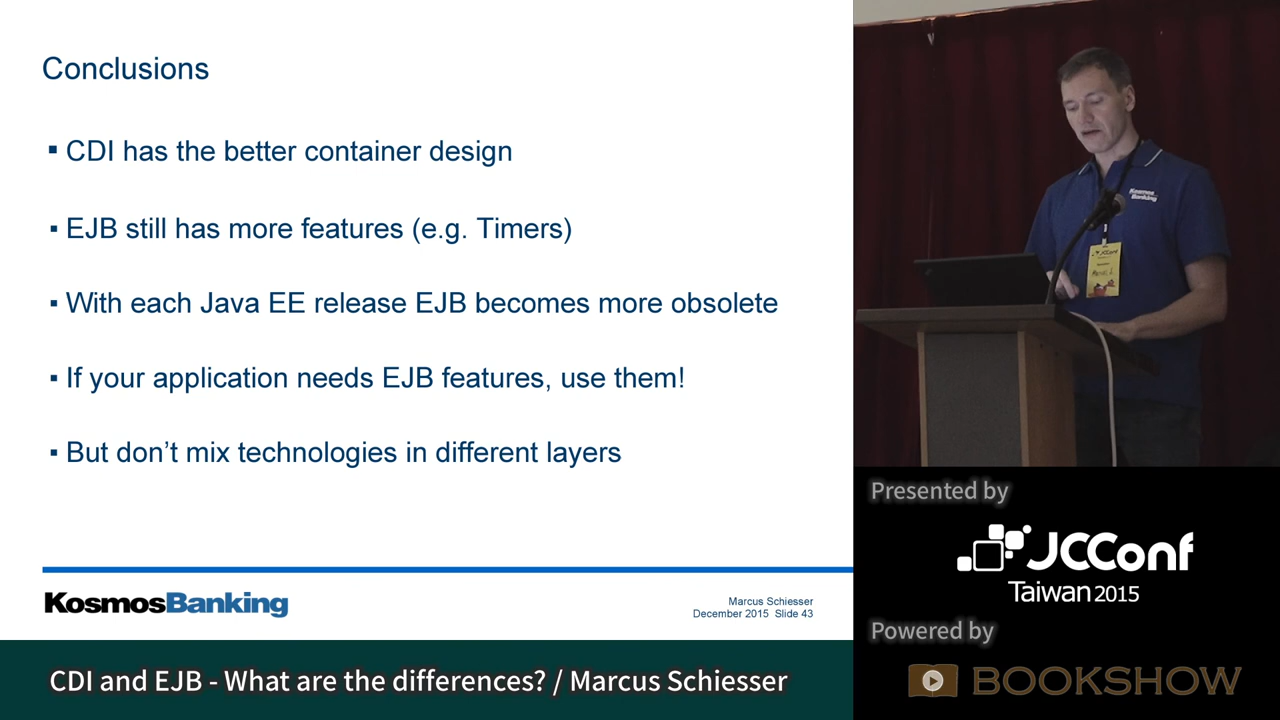 Conclusions
▪ CDI has the better container design
▪ EJB still has more features (e.g. Timers)
▪ With each Java EE release EJB becomes more obsolete
▪ If your application needs EJB features, use them!
▪ But don’t mix technologies in different layers
KosmosBanking
Marcus Schiesser
December 2015 Slide 43
CDI and EJB - What are the differences? / Marcus Schiesser
Kosmos
Banking
JCConf
Presented by
JCConf
Taiwan 2015
Powered by
BOOKSHOW